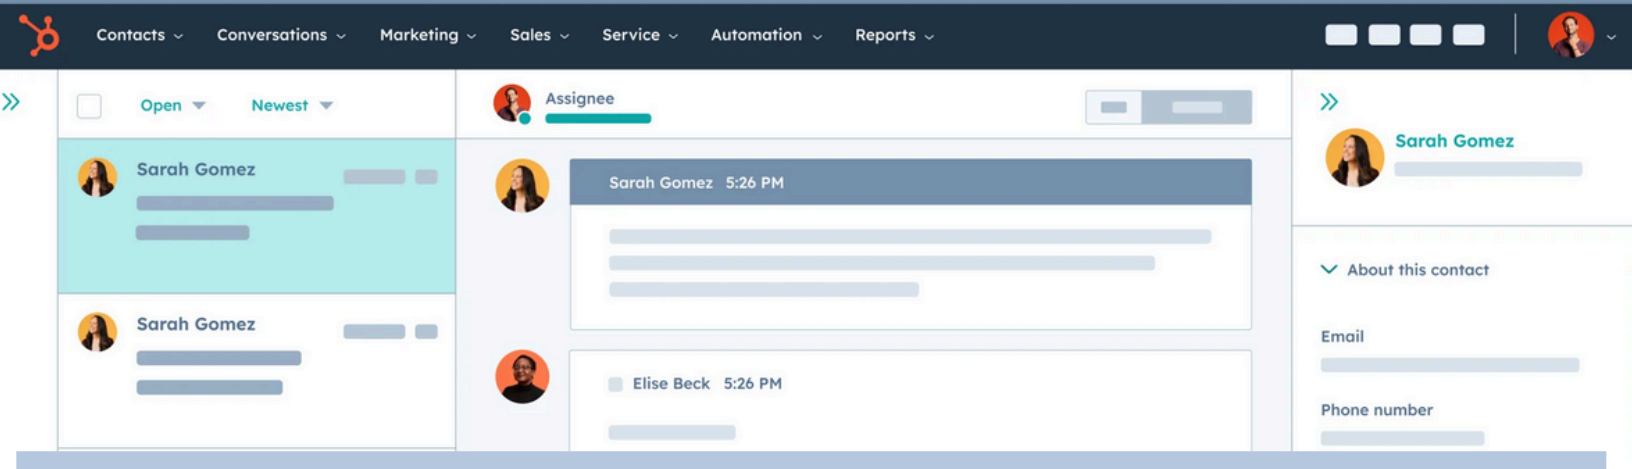 Contacts Conversations Marketing Sales Service Automation Reports
Open Newest
Sarah Gomez
Sarah Gomez
Assignee
Sarah Gomez 5:26 PM
Elise Beck 5:26 PM
Sarah Gomez
About this contact
Email
Phone number